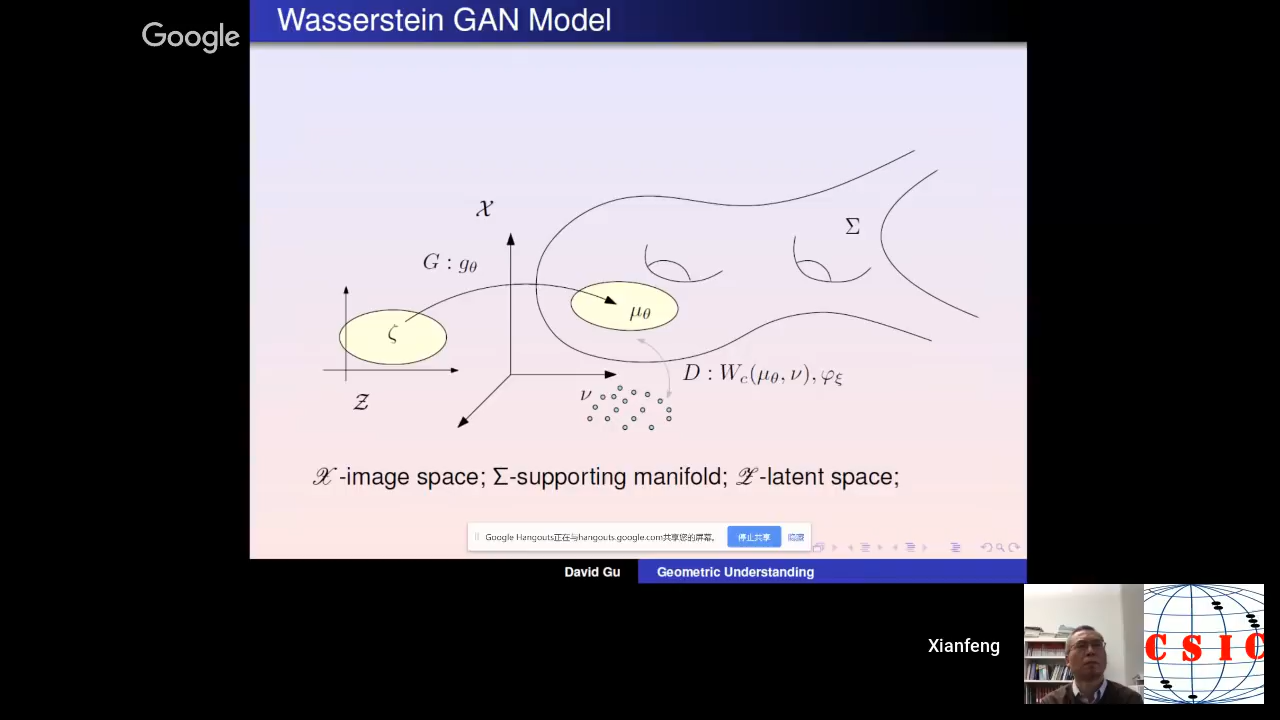 Google
Wasserstein GAN Model
𝒳
Σ
G : g_θ
μ_θ
ζ
D : W_c(μ_θ, ν), φ_ξ
ν
𝒵
𝒳-image space; Σ-supporting manifold; 𝒵-latent space;
Google Hangouts正在与hangouts.google.com共享您的屏幕。 停止共享 隐藏
David Gu Geometric Understanding
Xianfeng
CSIC